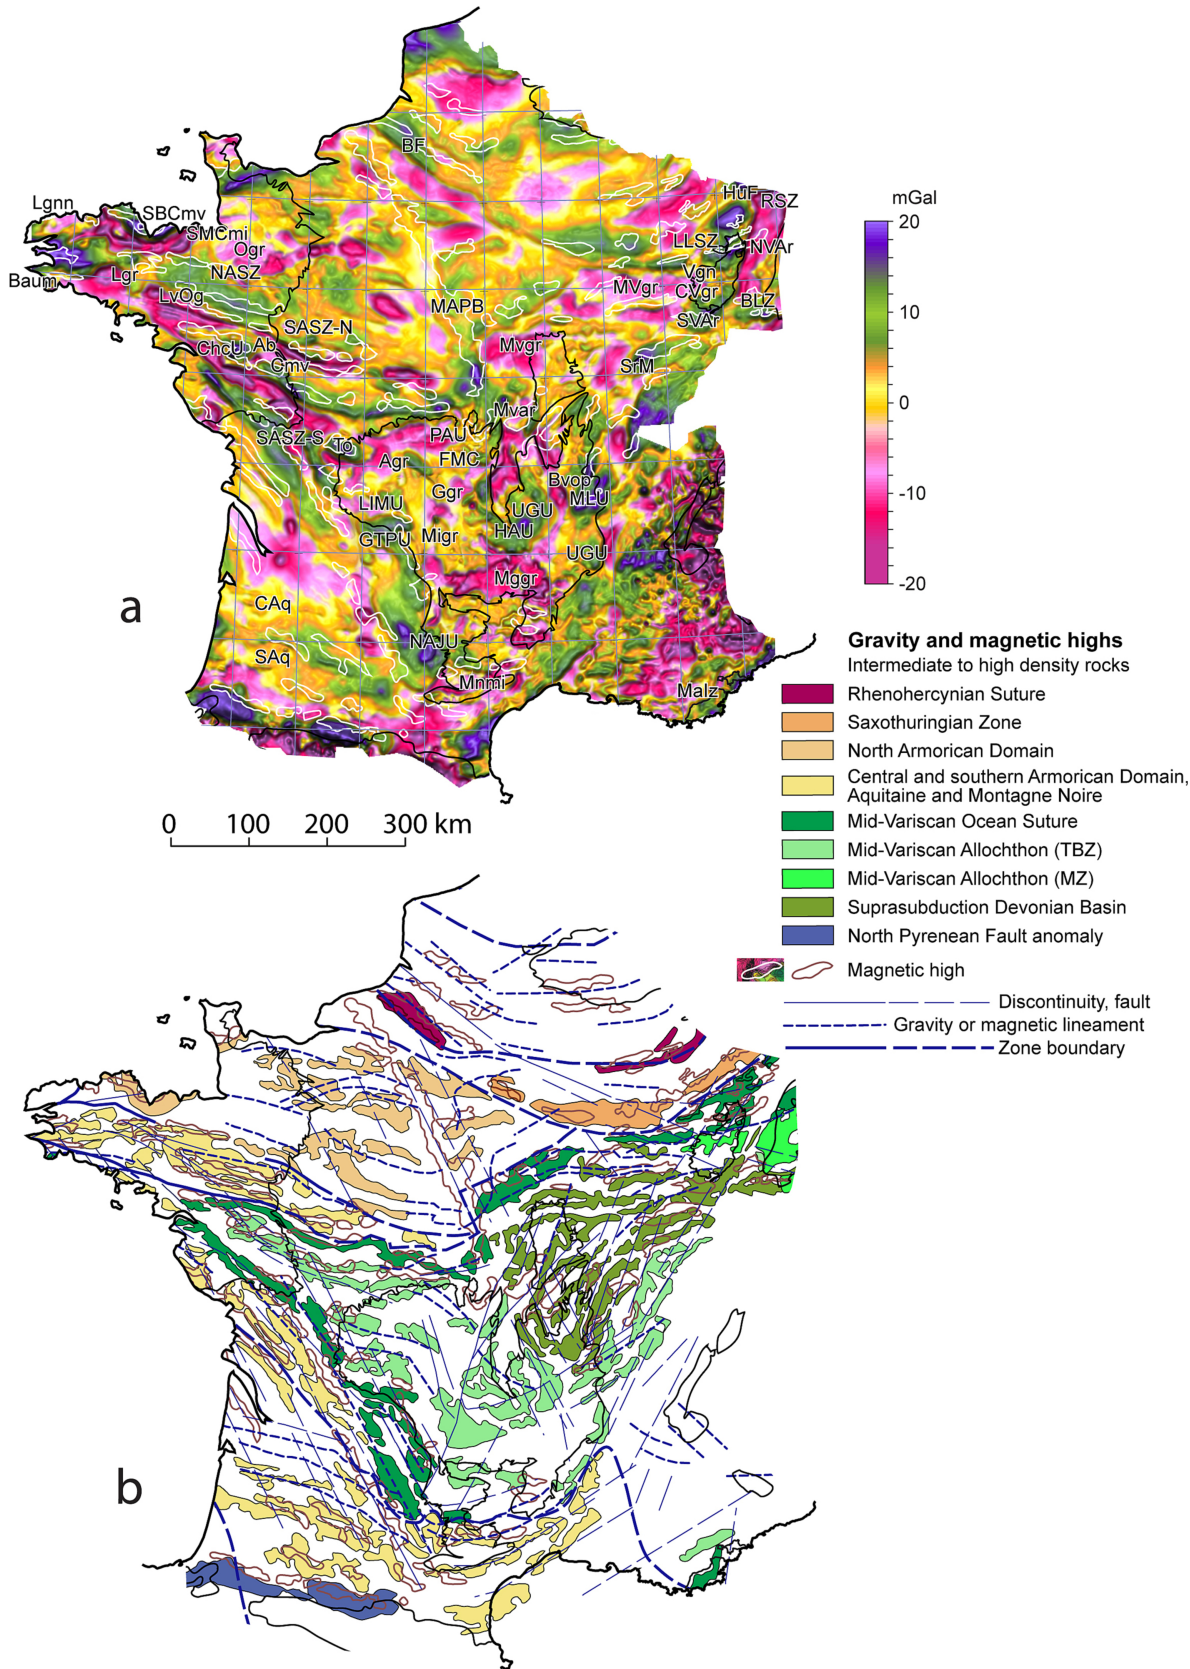 mGal
20
10
0
-10
-20
BF
HuF
RSZ
Lgnn
SBCmv
SMCmi
Ogr
LLSZ
NVAr
Baum
Lgr
NASZ
Vgn
MVgr
CVgr
BLZ
LvOg
MAPB
SVAr
SASZ-N
ChcU
Ab
Cmv
Mvgr
SrM
Mvar
SASZ-S
To
PAU
Agr
FMC
Ggr
Bvop
MLU
LIMU
UGU
HAU
GTPU
Migr
UGU
Mggr
CAq
NAJU
SAq
Mnmi
Malz
a
0 100 200 300 km
Gravity and magnetic highs
Intermediate to high density rocks
Rhenohercynian Suture
Saxothuringian Zone
North Armorican Domain
Central and southern Armorican Domain,
Aquitaine and Montagne Noire
Mid-Variscan Ocean Suture
Mid-Variscan Allochthon (TBZ)
Mid-Variscan Allochthon (MZ)
Suprasubduction Devonian Basin
North Pyrenean Fault anomaly
Magnetic high
Discontinuity, fault
Gravity or magnetic lineament
Zone boundary
b